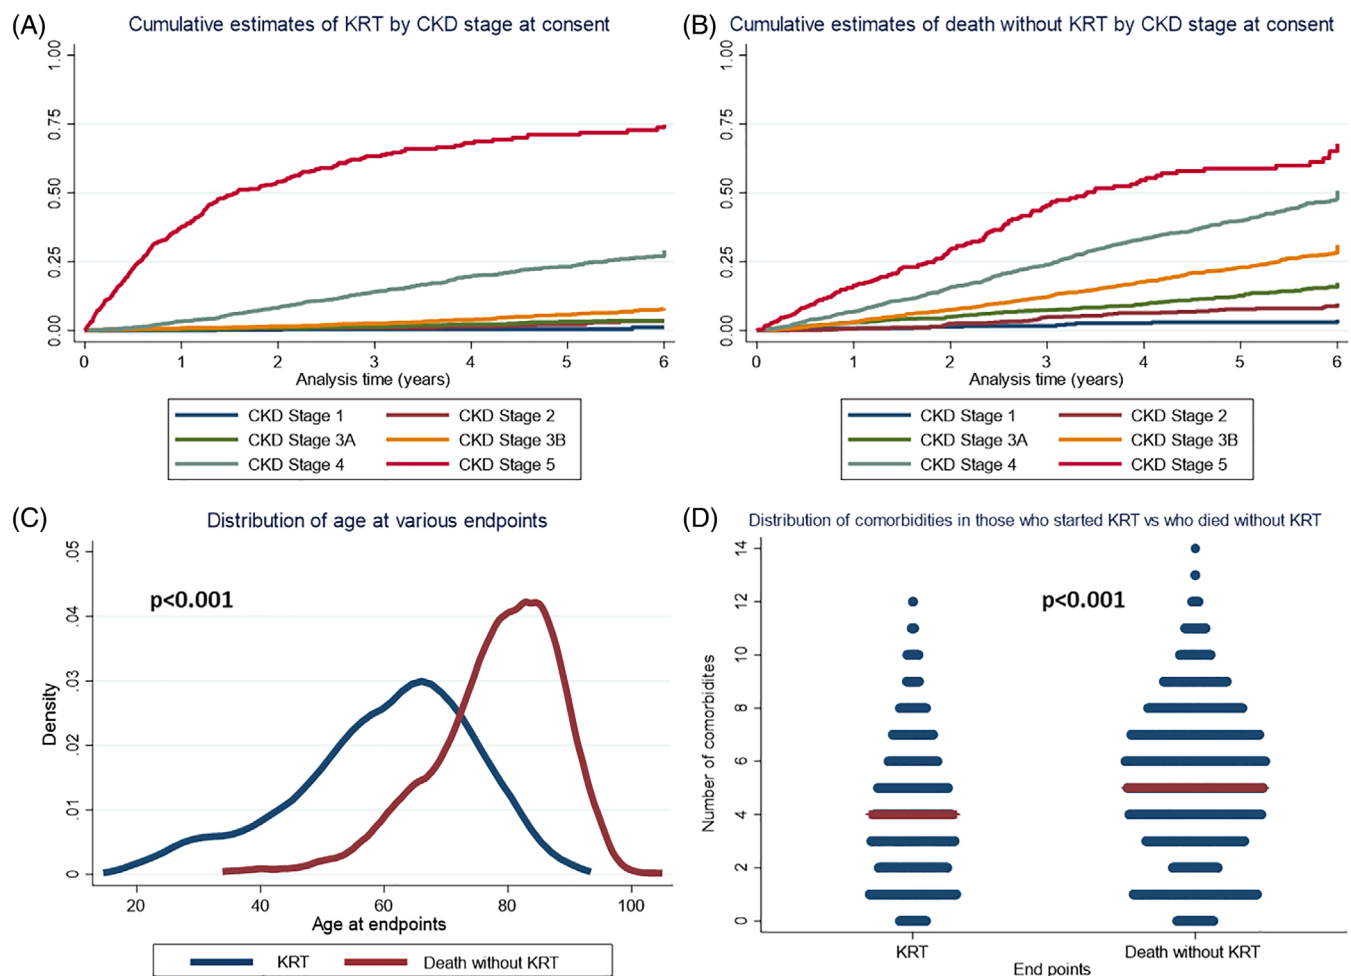 (A)
Cumulative estimates of KRT by CKD stage at consent
1.00
0.75
0.50
0.25
0.00
0 1 2 3 4 5 6
Analysis time (years)
CKD Stage 1 CKD Stage 2
CKD Stage 3A CKD Stage 3B
CKD Stage 4 CKD Stage 5
(B)
Cumulative estimates of death without KRT by CKD stage at consent
1.00
0.75
0.50
0.25
0.00
0 1 2 3 4 5 6
Analysis time (years)
CKD Stage 1 CKD Stage 2
CKD Stage 3A CKD Stage 3B
CKD Stage 4 CKD Stage 5
(C)
Distribution of age at various endpoints
p<0.001
Density
.05
.04
.03
.02
.01
0
20 40 60 80 100
Age at endpoints
KRT Death without KRT
(D)
Distribution of comorbidities in those who started KRT vs who died without KRT
p<0.001
Number of comorbidites
14
12
10
8
6
4
2
0
KRT Death without KRT
End points